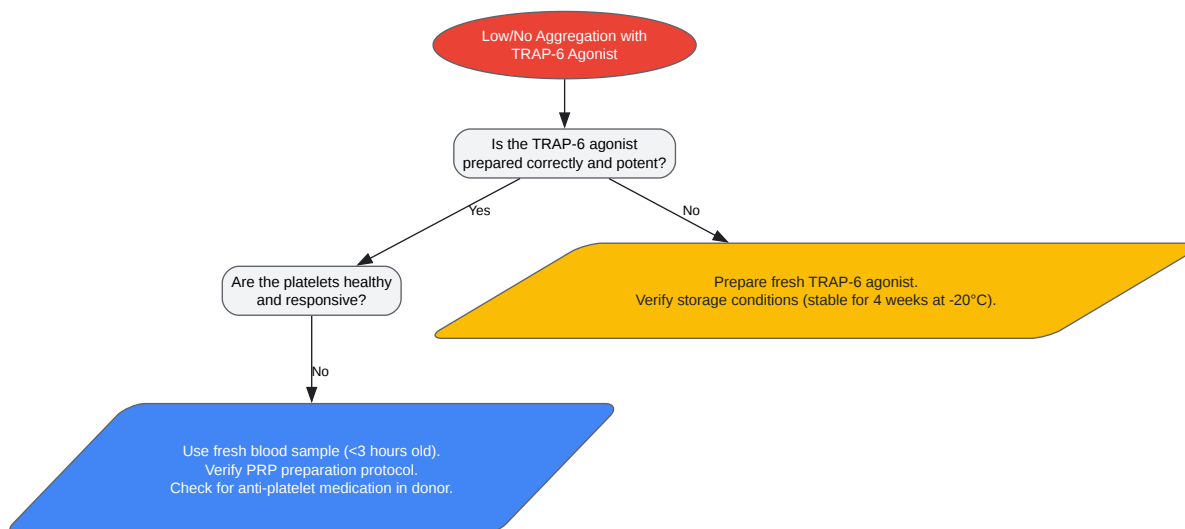 Low/No Aggregation with
TRAP-6 Agonist
Is the TRAP-6 agonist
prepared correctly and potent?
Yes
No
Are the platelets healthy
and responsive?
Prepare fresh TRAP-6 agonist.
Verify storage conditions (stable for 4 weeks at -20°C).
No
Use fresh blood sample (<3 hours old).
Verify PRP preparation protocol.
Check for anti-platelet medication in donor.